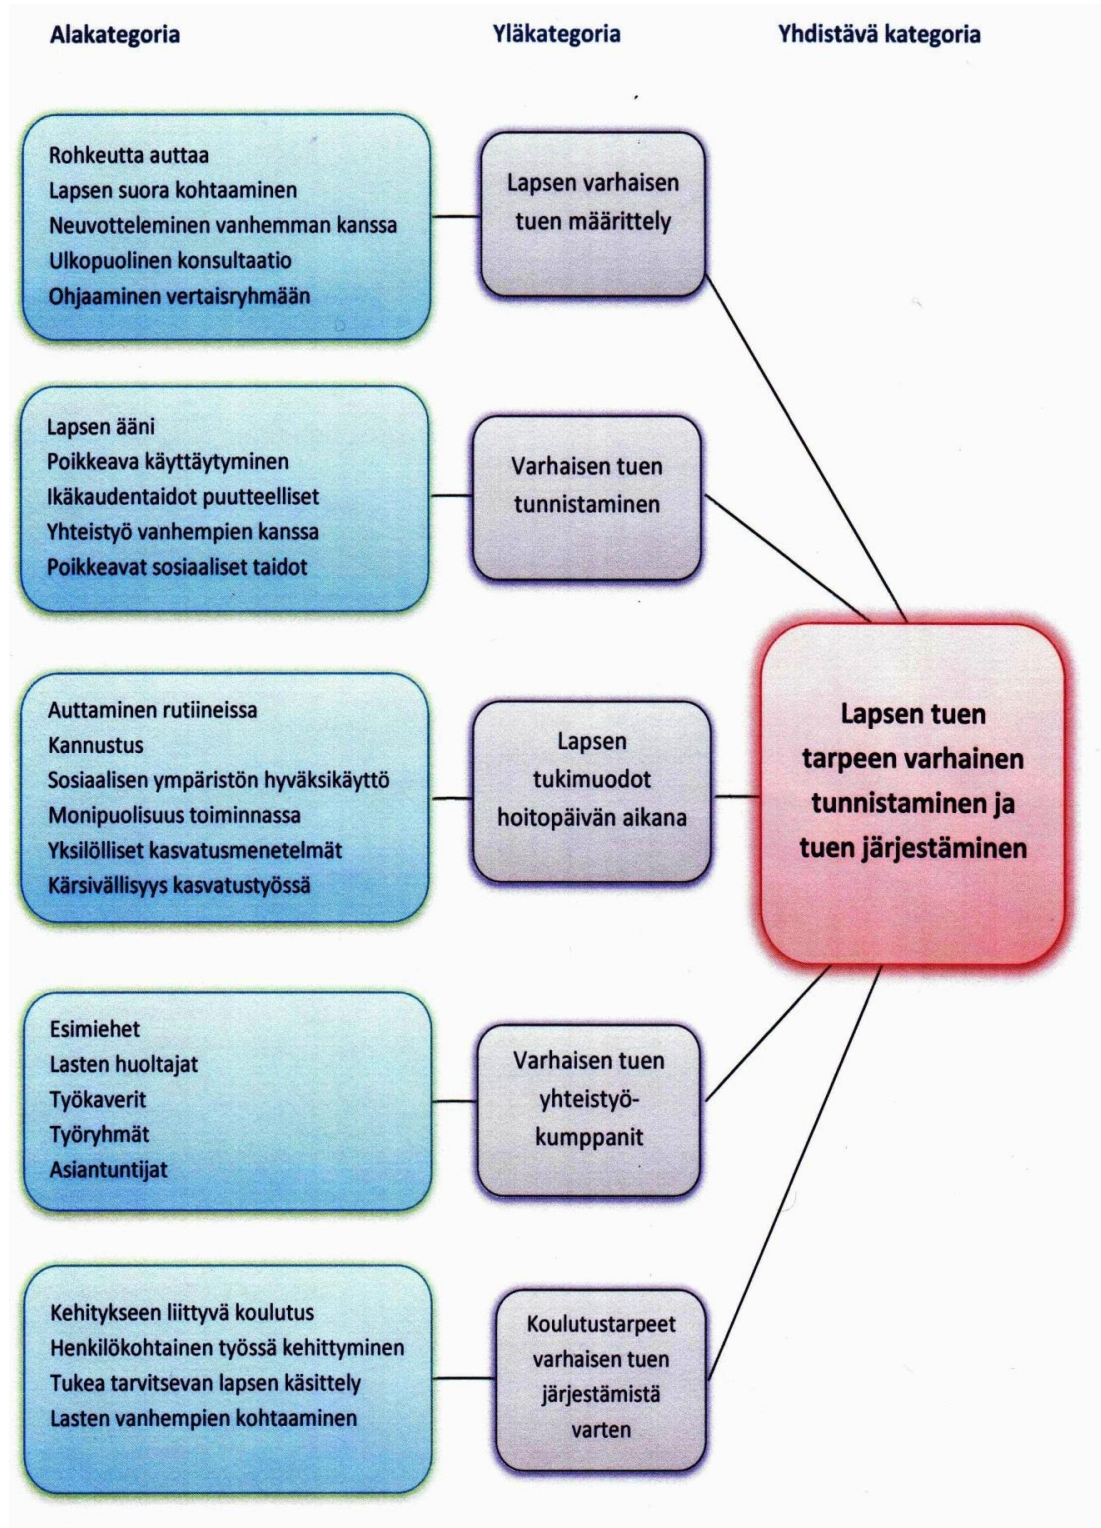 Alakategoria
Yläkategoria
Yhdistävä kategoria
Rohkeutta auttaa
Lapsen suora kohtaaminen
Neuvotteleminen vanhemman kanssa
Ulkopuolinen konsultaatio
Ohjaaminen vertaisryhmään
Lapsen varhaisen
tuen määrittely
Lapsen ääni
Poikkeava käyttäytyminen
Ikäkaudentaidot puutteelliset
Yhteistyö vanhempien kanssa
Poikkeavat sosiaaliset taidot
Varhaisen tuen
tunnistaminen
Auttaminen rutiineissa
Kannustus
Sosiaalisen ympäristön hyväksikäyttö
Monipuolisuus toiminnassa
Yksilölliset kasvatusmenetelmät
Kärsivällisyys kasvatustyössä
Lapsen
tukimuodot
hoitopäivän aikana
Lapsen tuen
tarpeen varhainen
tunnistaminen ja
tuen järjestäminen
Esimiehet
Lasten huoltajat
Työkaverit
Työryhmät
Asiantuntijat
Varhaisen tuen
yhteistyö-
kumppanit
Kehitykseen liittyvä koulutus
Henkilökohtainen työssä kehittyminen
Tukea tarvitsevan lapsen käsittely
Lasten vanhempien kohtaaminen
Koulutustarpeet
varhaisen tuen
järjestämistä
varten